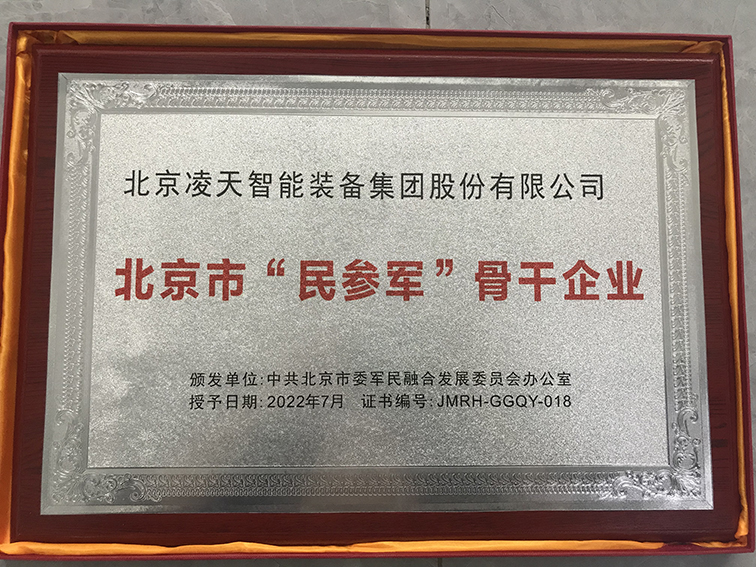 北京凌天智能装备集团股份有限公司
北京市“民参军”骨干企业
颁发单位:中共北京市委军民融合发展委员会办公室
授予日期:2022年7月 证书编号:JMRH-GGQY-018